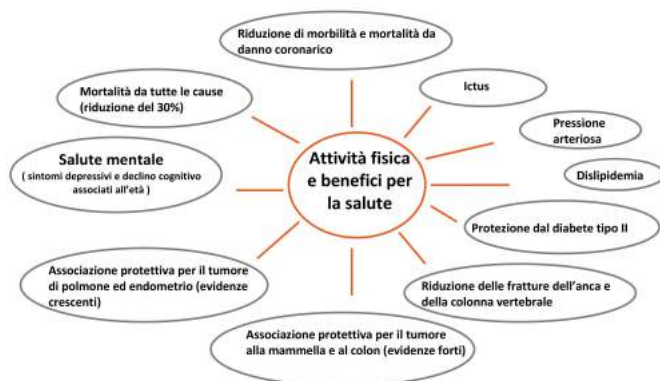 Riduzione di morbilità e mortalità da
danno coronarico
Ictus
Mortalità da tutte le cause
(riduzione del 30%)
Pressione
arteriosa
Attività fisica
e benefici per
la salute
Salute mentale
( sintomi depressivi e declino cognitivo
associati all'età )
Dislipidemia
Protezione dal diabete tipo II
Associazione protettiva per il tumore
di polmone ed endometrio (evidenze
crescenti)
Riduzione delle fratture dell'anca e
della colonna vertebrale
Associazione protettiva per il tumore
alla mammella e al colon (evidenze forti)